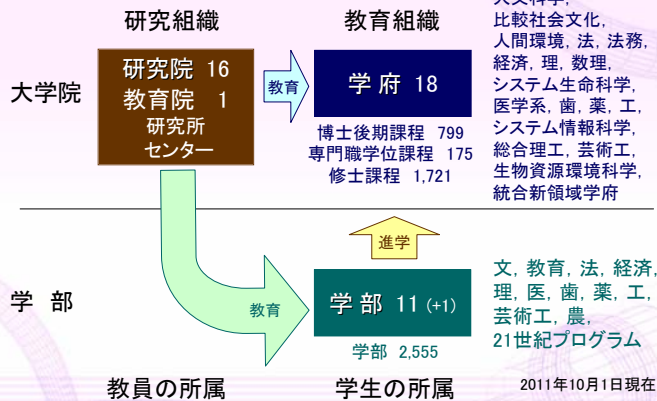 研究組織
教育組織
大学院
研究院 16
教育院 1
研究所
センター
教育
学府 18
博士後期課程 799
専門職学位課程 175
修士課程 1,721
比較社会文化,
人間環境, 法, 法務,
経済, 理, 数理,
システム生命科学,
医学系, 歯, 薬, 工,
システム情報科学,
総合理工, 芸術工,
生物資源環境科学,
統合新領域学府
進学
学 部
教育
学部 11 (+1)
学部 2,555
文, 教育, 法, 経済,
理, 医, 歯, 薬, 工,
芸術工, 農,
21世紀プログラム
教員の所属
学生の所属
2011年10月1日現在